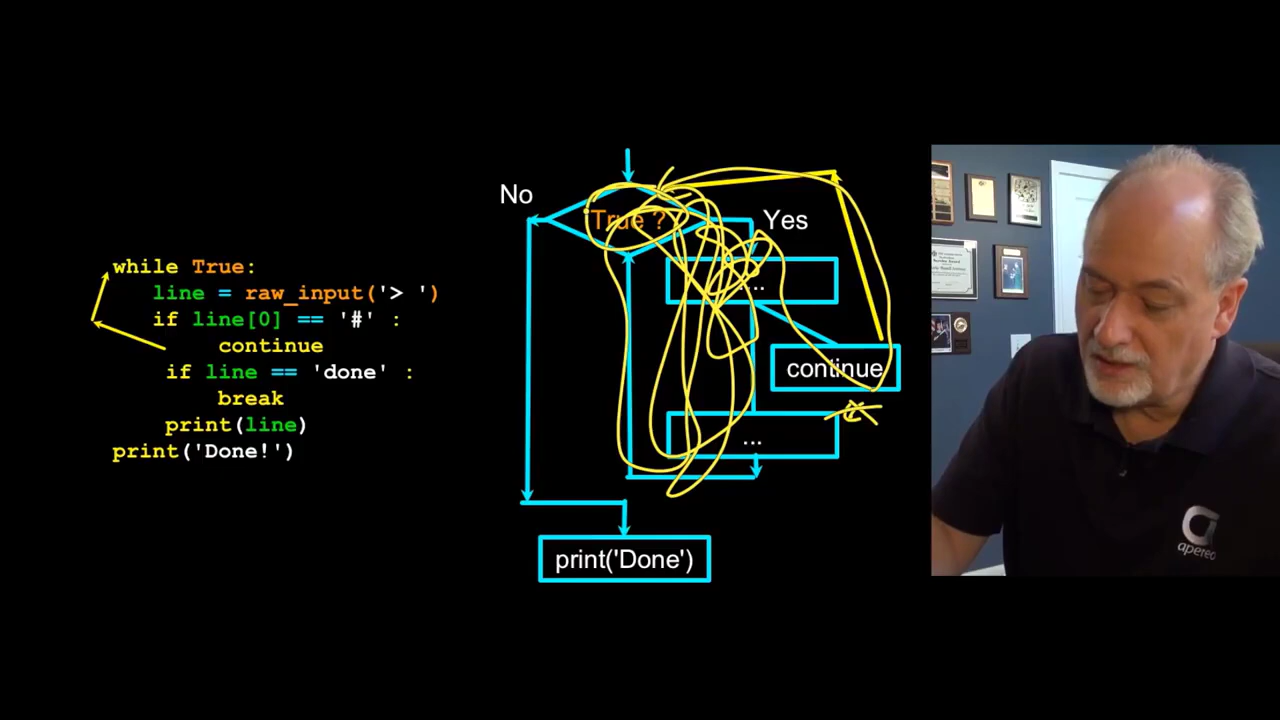 while True:
line = raw_input('> ')
if line[0] == '#' :
continue
if line == 'done' :
break
print(line)
print('Done!')
No
True ?
Yes
....
continue
...
print('Done')
apereo